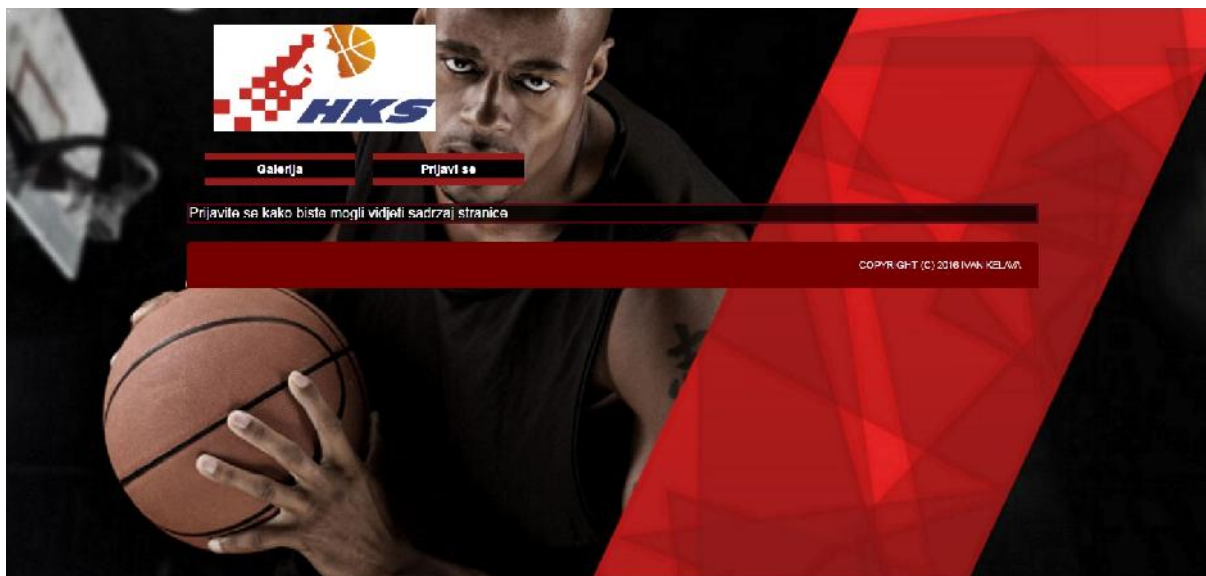 HKS
Galerija
Prijavi se
Prijavite se kako biste mogli vidjeti sadrzaj stranice
COPYRIGHT (C) 2016 IVAN KELAVA